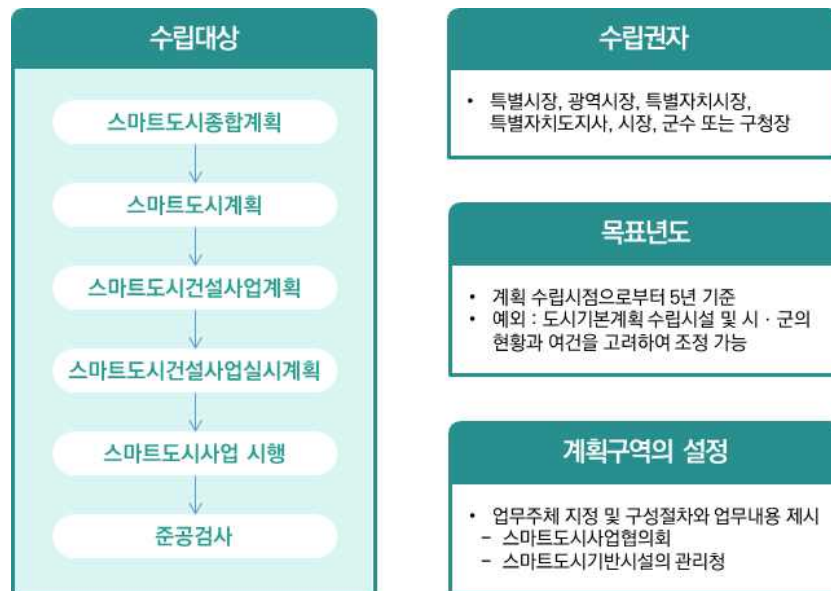 수립대상
스마트도시종합계획
스마트도시계획
스마트도시건설사업계획
스마트도시건설사업실시계획
스마트도시사업 시행
준공검사
수립권자
• 특별시장, 광역시장, 특별자치시장,
특별자치도지사, 시장, 군수 또는 구청장
목표년도
• 계획 수립시점으로부터 5년 기준
• 예외 : 도시기본계획 수립시설 및 시 · 군의
현황과 여건을 고려하여 조정 가능
계획구역의 설정
• 업무주체 지정 및 구성절차와 업무내용 제시
– 스마트도시사업협의회
– 스마트도시기반시설의 관리청